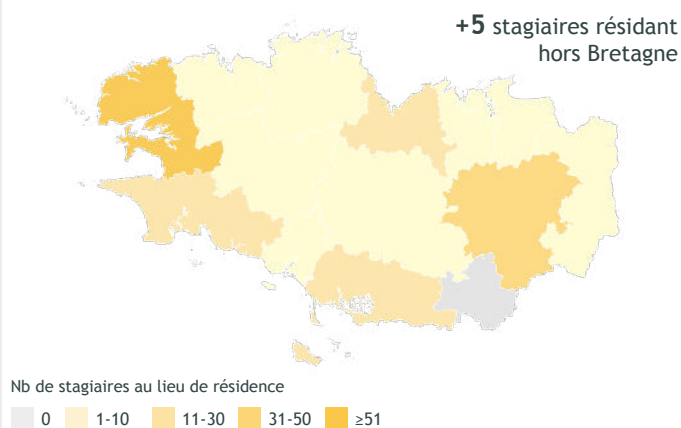 +5 stagiaires résidant
hors Bretagne
Nb de stagiaires au lieu de résidence
0 1-10 11-30 31-50 ≥51